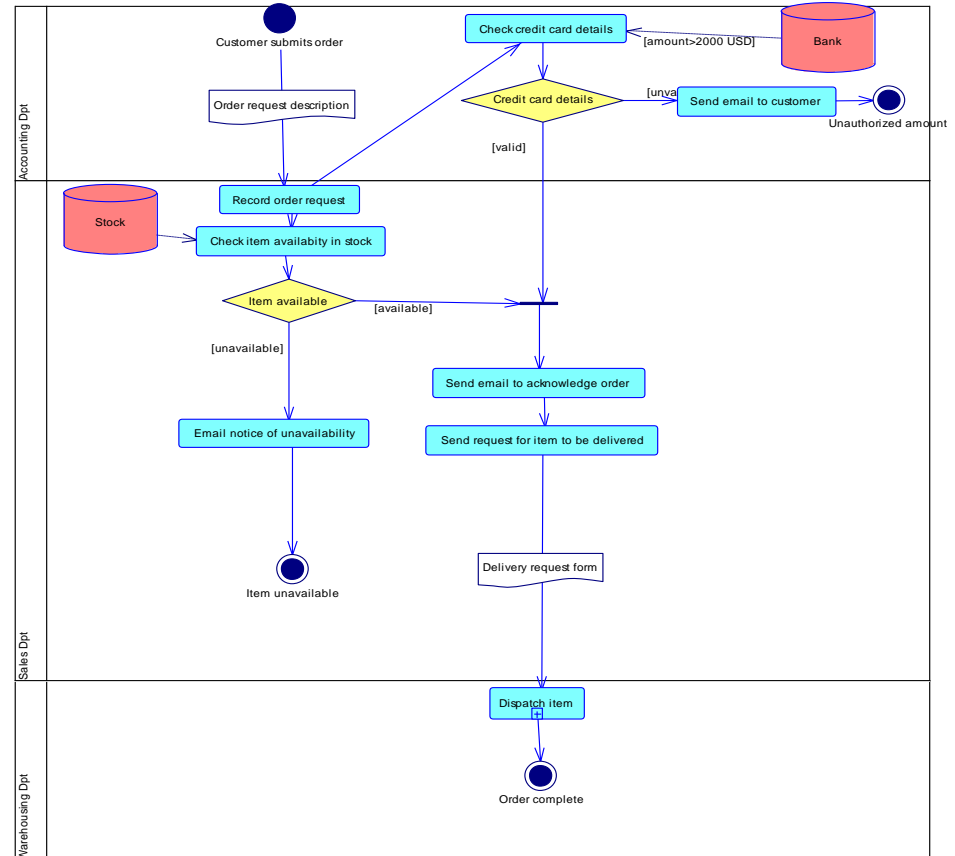 Customer submits order
Check credit card details
[amount>2000 USD]
Bank
Order request description
Credit card details
[unva
Send email to customer
Unauthorized amount
[valid]
Accounting Dpt
Record order request
Stock
Check item availabity in stock
Item available
[available]
[unavailable]
Send email to acknowledge order
Email notice of unavailability
Send request for item to be delivered
Delivery request form
Item unavailable
Sales Dpt
Dispatch item
Order complete
Warehousing Dpt